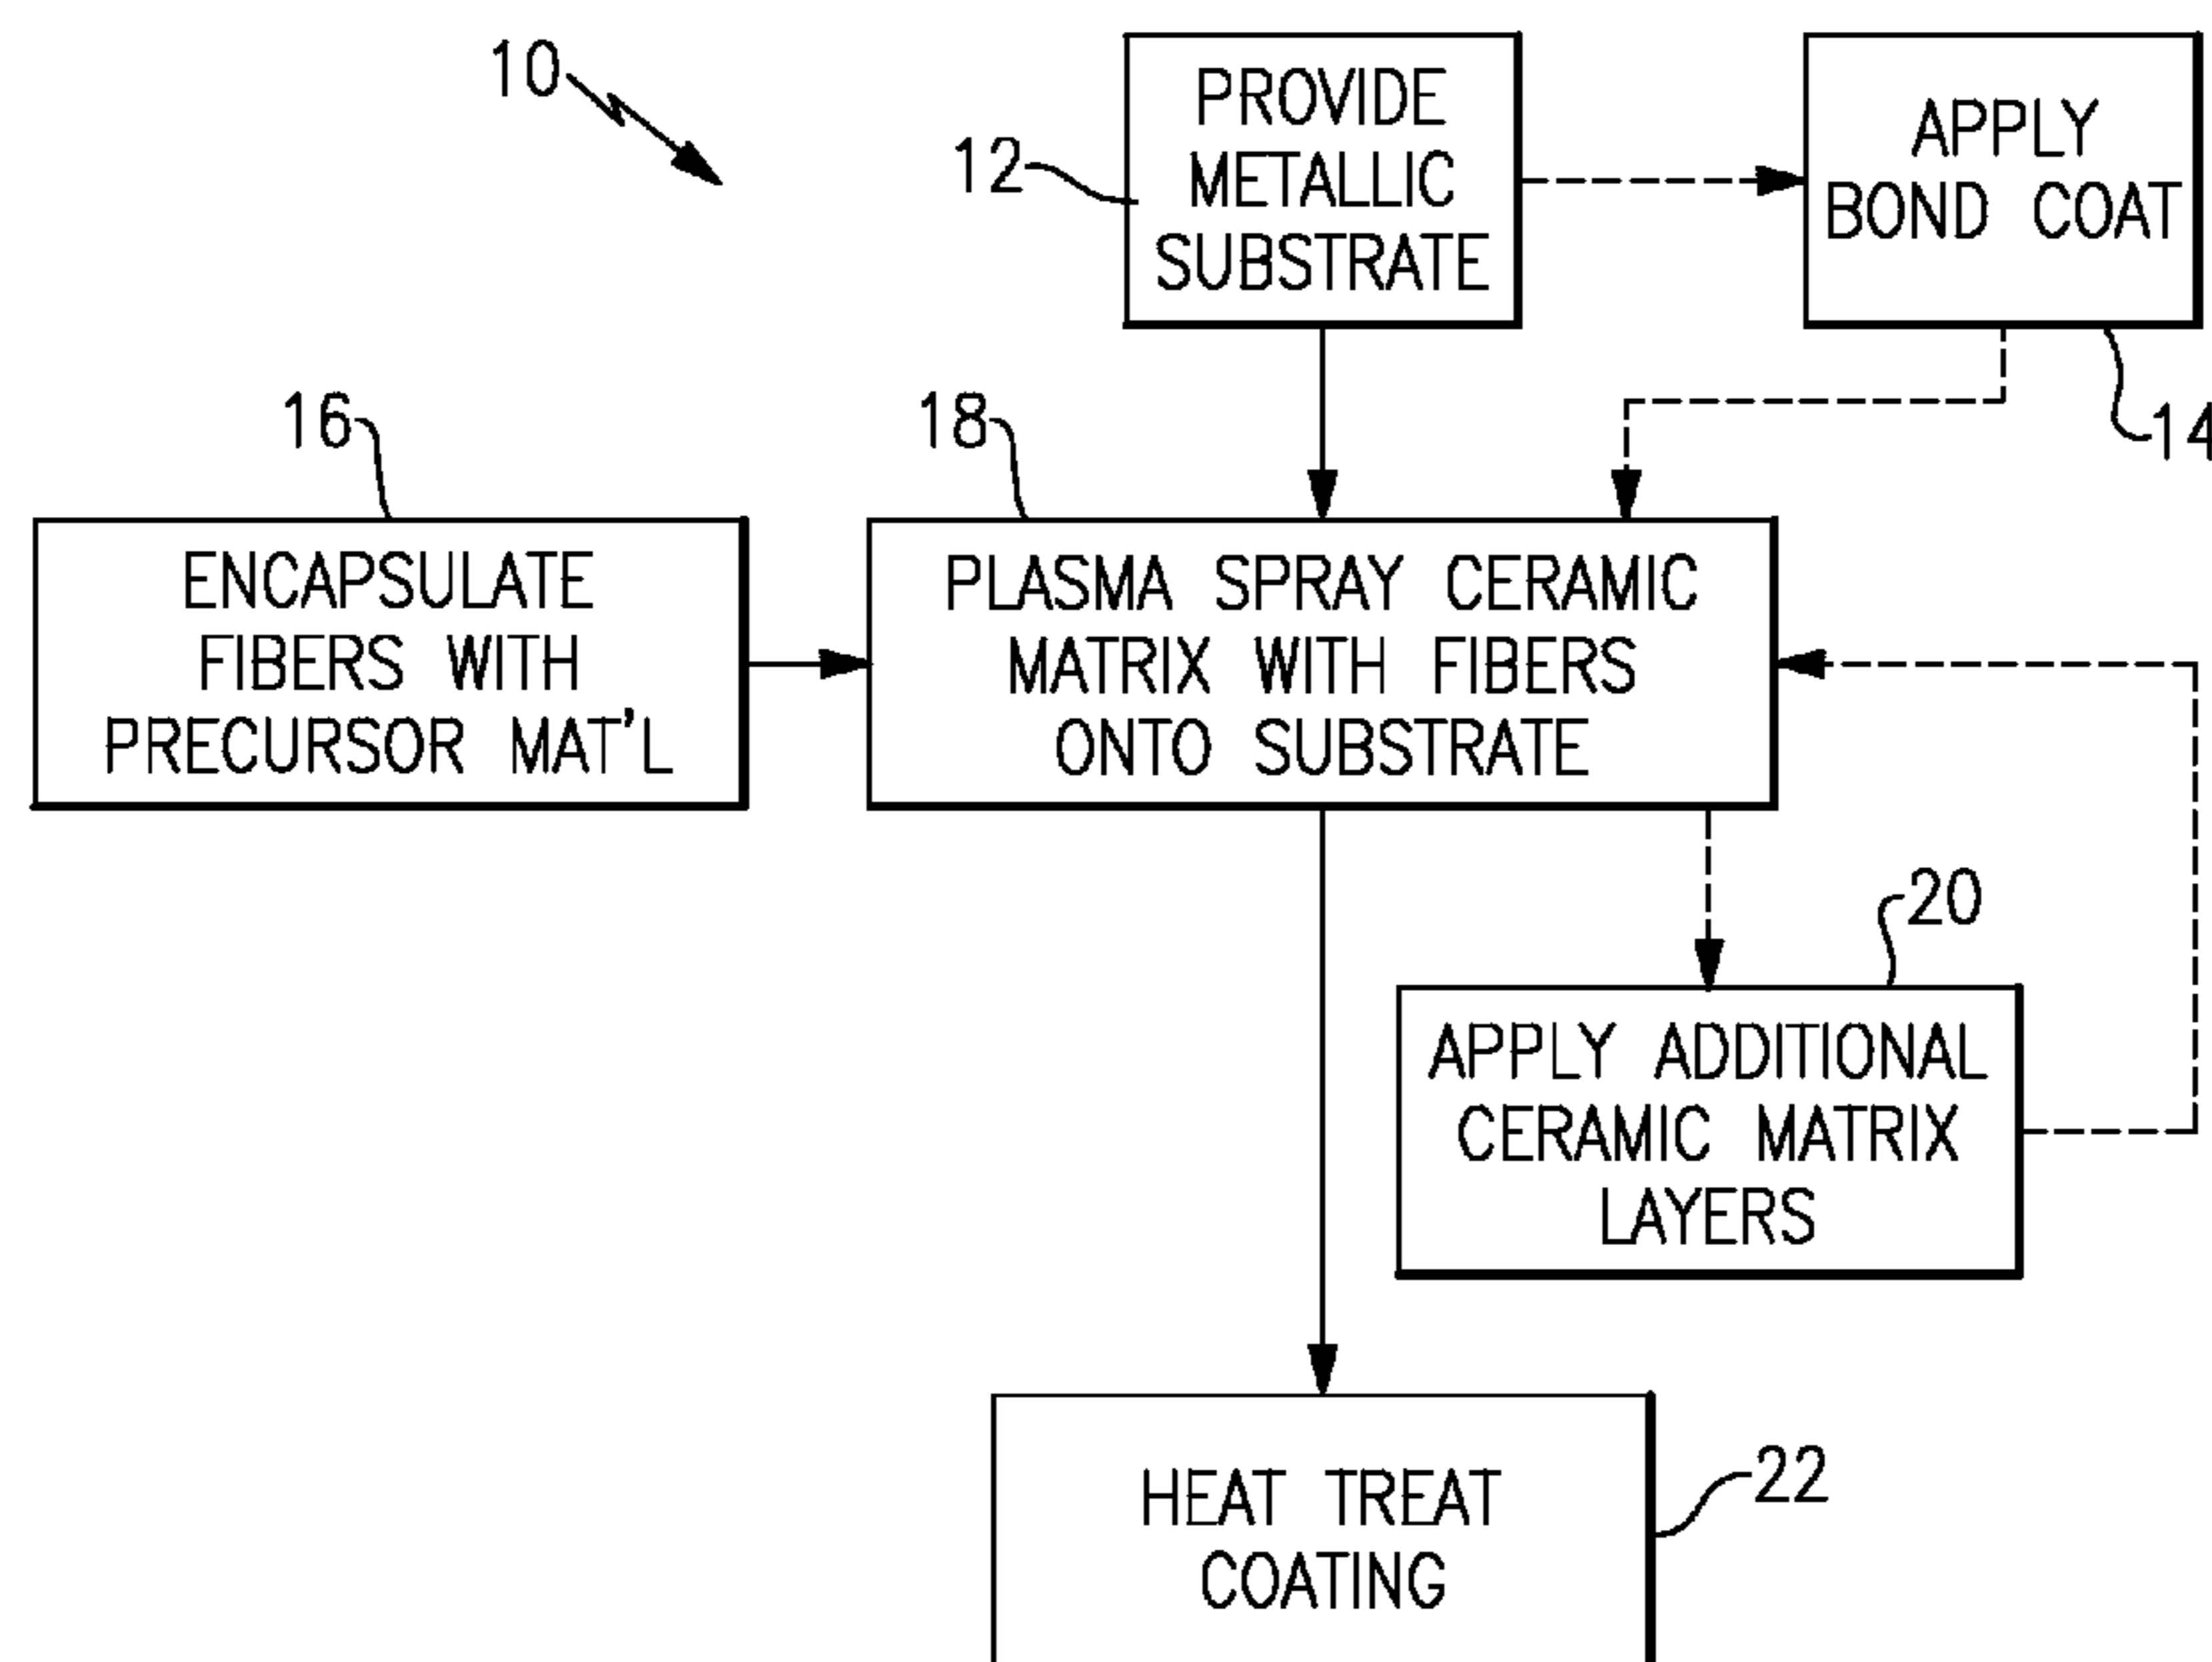 10
12
PROVIDE
METALLIC
SUBSTRATE
APPLY
BOND COAT
14
16
18
ENCAPSULATE
FIBERS WITH
PRECURSOR MAT'L
PLASMA SPRAY CERAMIC
MATRIX WITH FIBERS
ONTO SUBSTRATE
20
APPLY ADDITIONAL
CERAMIC MATRIX
LAYERS
HEAT TREAT
COATING
22